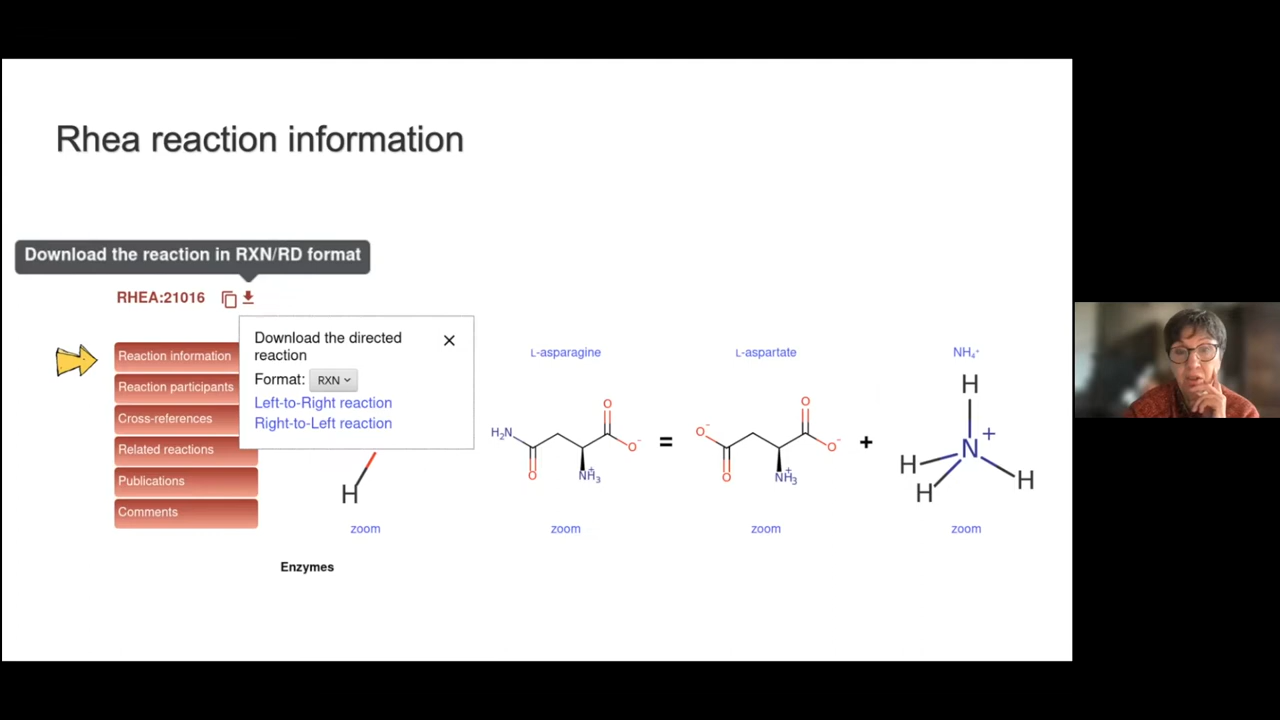 Rhea reaction information
Download the reaction in RXN/RD format
RHEA:21016
Reaction information
Reaction participants
Cross-references
Related reactions
Publications
Comments
Download the directed
reaction
Format: RXN
Left-to-Right reaction
Right-to-Left reaction
H
zoom
L-asparagine
H₂N
O
O
O⁻
NH₃
+
zoom
=
L-aspartate
O⁻
O
O
O⁻
NH₃
+
zoom
+
NH₄⁺
H
N +
H
H
H
zoom
Enzymes